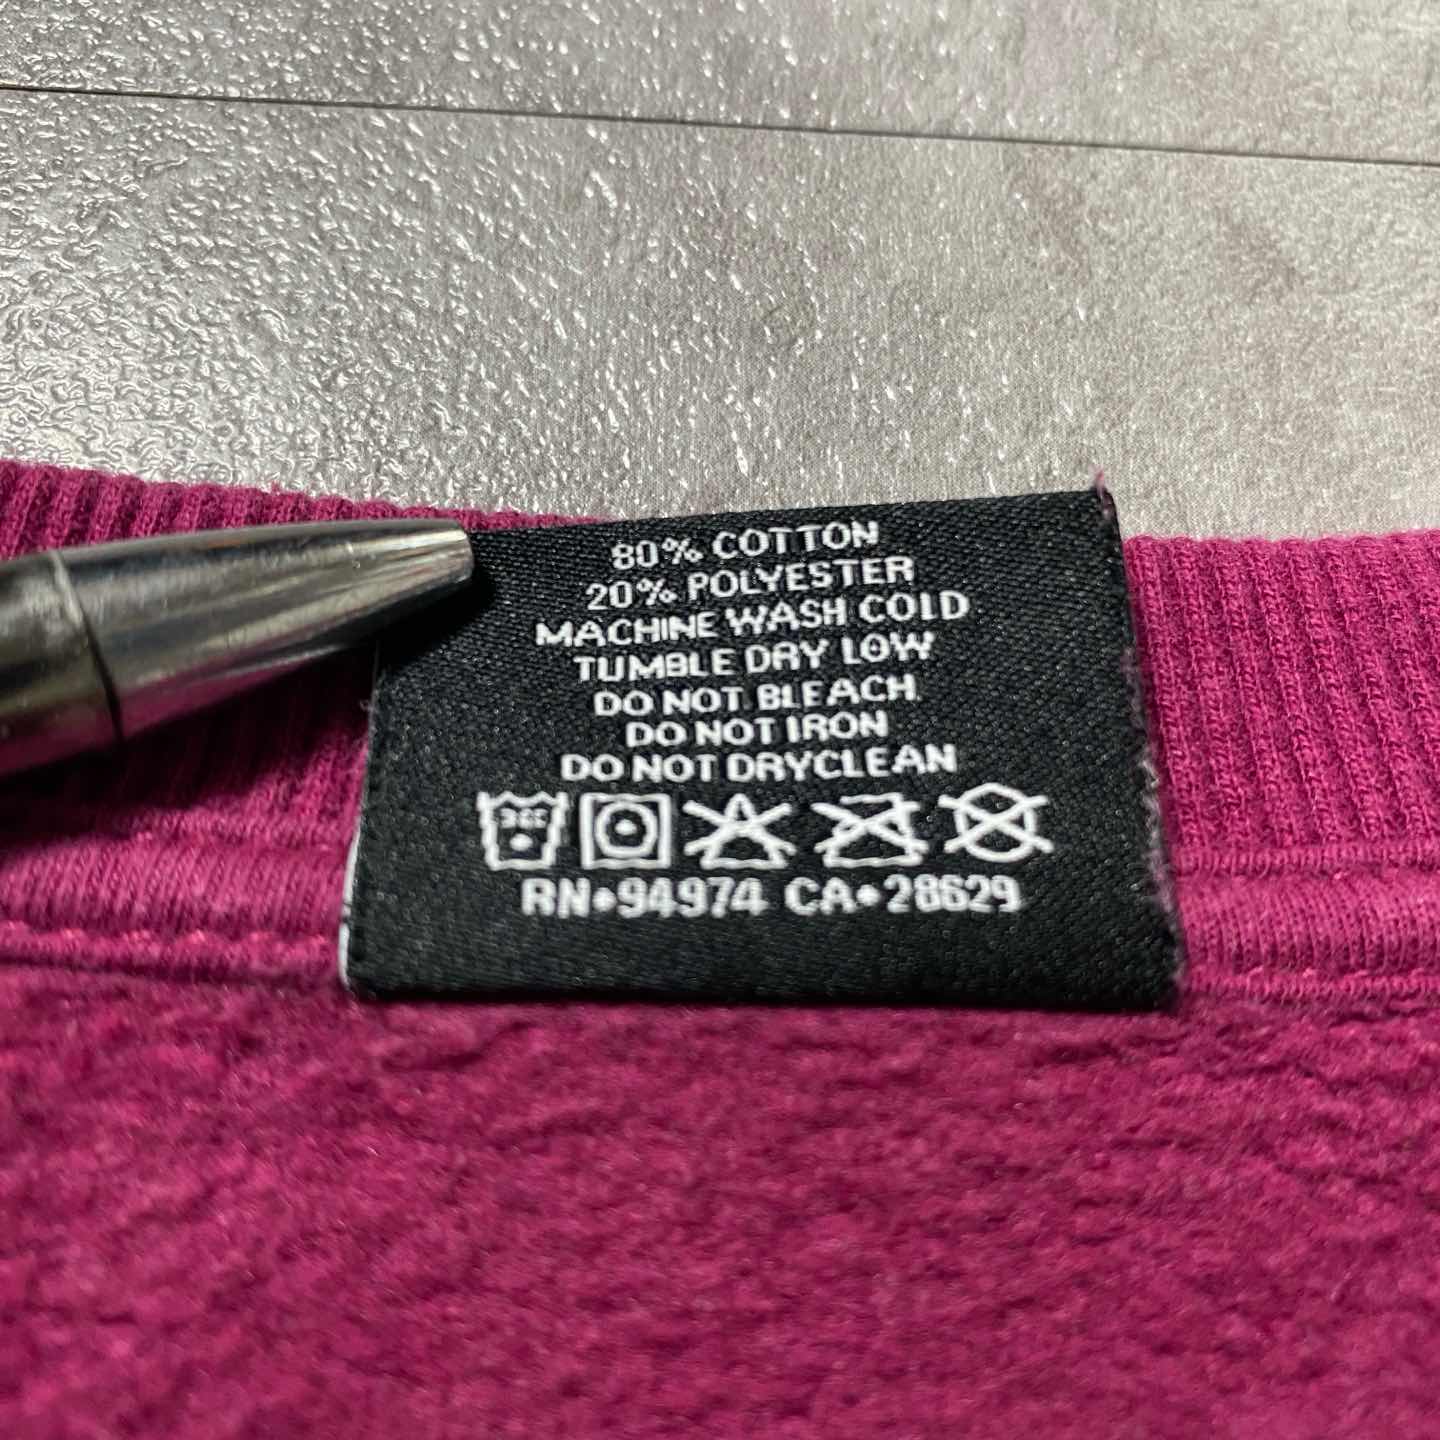 80% COTTON
20% POLYESTER
MACHINE WASH COLD
TUMBLE DRY LOW
DO NOT BLEACH
DO NOT IRON
DO NOT DRYCLEAN
RN•94974 CA•28629